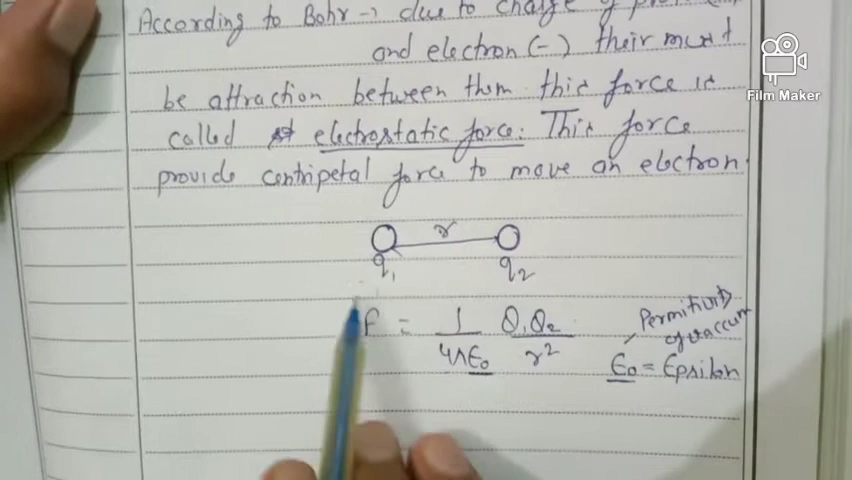 According to Bohr → due to charge of
and electron (-) their must
be attraction between them this force is
called electrostatic force. This force
provide centripetal force to move an electron.
r
q1 q2
F = 1/4πε0 Q1Q2/r²
Permitivity
of vaccum
ε0 = Epsilon
Film Maker